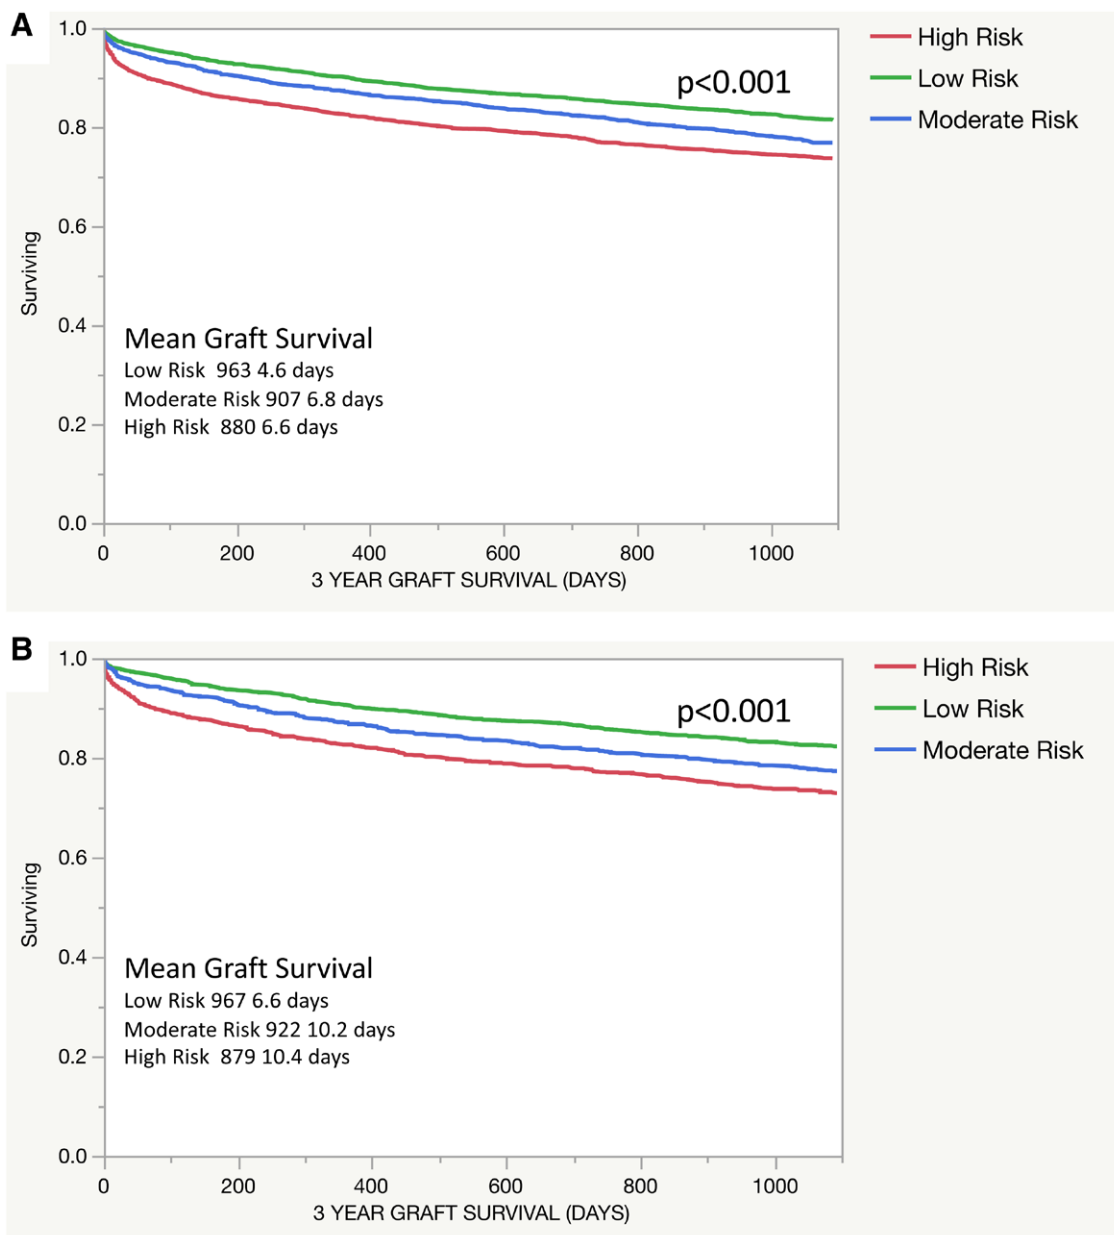 A
1.0
0.8
0.6
0.4
0.2
0.0
Surviving
p<0.001
High Risk
Low Risk
Moderate Risk
Mean Graft Survival
Low Risk  963 4.6 days
Moderate Risk 907 6.8 days
High Risk  880 6.6 days
0 200 400 600 800 1000
3 YEAR GRAFT SURVIVAL (DAYS)
B
1.0
0.8
0.6
0.4
0.2
0.0
Surviving
p<0.001
High Risk
Low Risk
Moderate Risk
Mean Graft Survival
Low Risk 967 6.6 days
Moderate Risk 922 10.2 days
High Risk  879 10.4 days
0 200 400 600 800 1000
3 YEAR GRAFT SURVIVAL (DAYS)